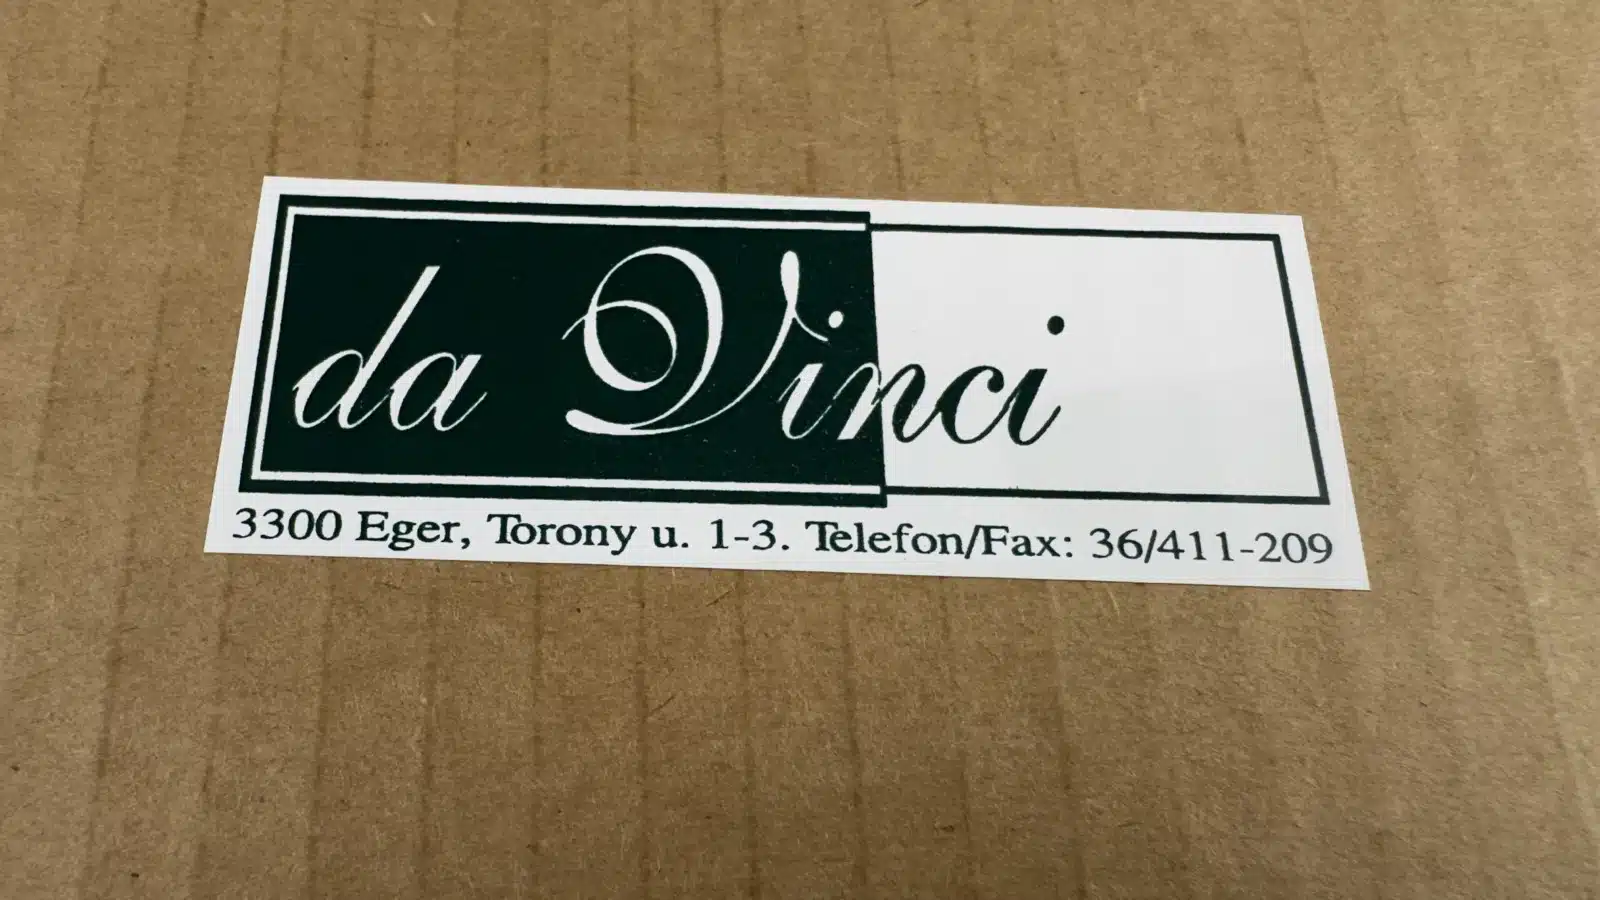 da Vinci
3300 Eger, Torony u. 1-3. Telefon/Fax: 36/411-209